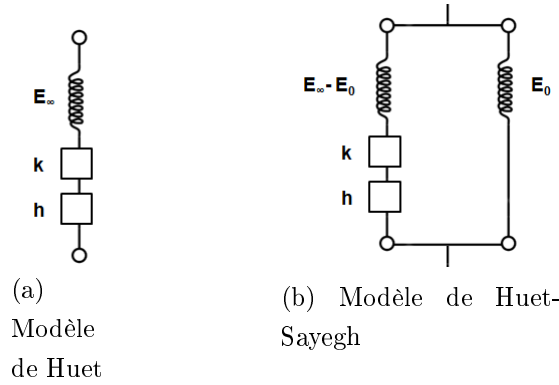 E∞
k
h
(a)
Modèle
de Huet
E∞-E0
E0
k
h
(b) Modèle de Huet-
Sayegh